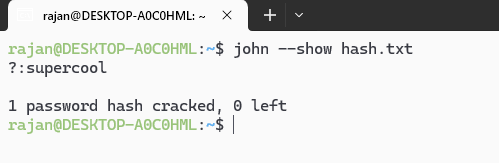 rajan@DESKTOP-A0C0HML: ~
rajan@DESKTOP-A0C0HML:~$ john --show hash.txt
?:supercool
1 password hash cracked, 0 left
rajan@DESKTOP-A0C0HML:~$